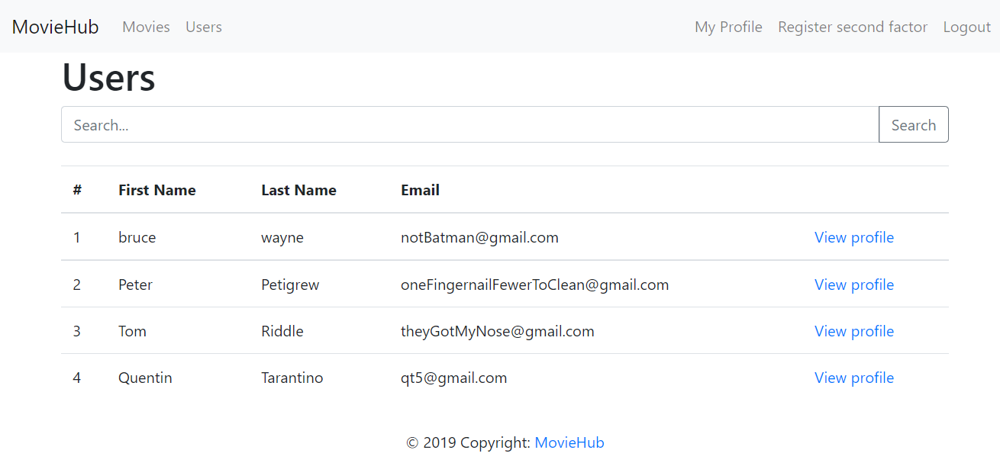 MovieHub Movies Users My Profile Register second factor Logout
Users
Search... Search
# First Name Last Name Email
1 bruce wayne notBatman@gmail.com View profile
2 Peter Petigrew oneFingernailFewerToClean@gmail.com View profile
3 Tom Riddle theyGotMyNose@gmail.com View profile
4 Quentin Tarantino qt5@gmail.com View profile
© 2019 Copyright: MovieHub